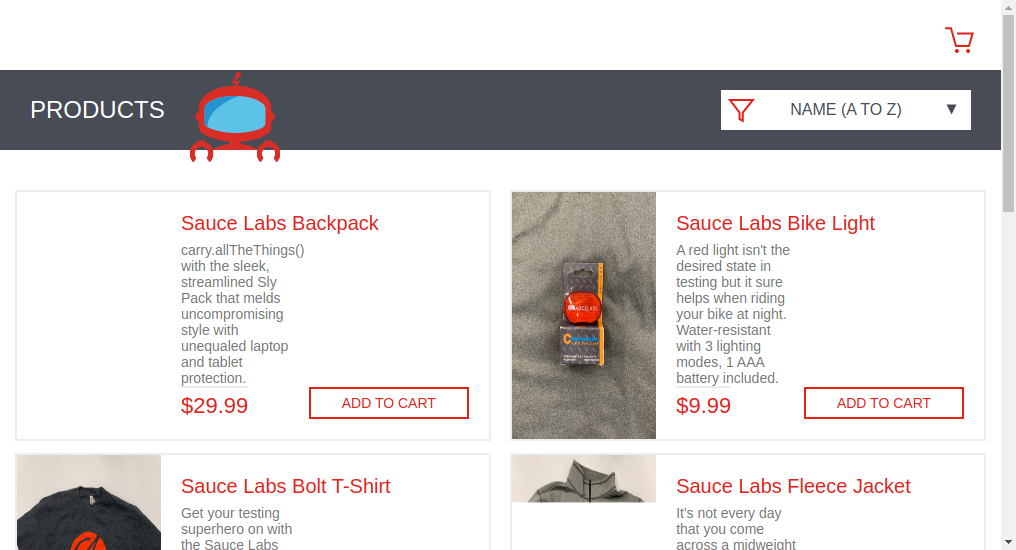 PRODUCTS
NAME (A TO Z)
Sauce Labs Backpack
carry.allTheThings()
with the sleek,
streamlined Sly
Pack that melds
uncompromising
style with
unequaled laptop
and tablet
protection.
$29.99
ADD TO CART
Sauce Labs Bike Light
A red light isn't the
desired state in
testing but it sure
helps when riding
your bike at night.
Water-resistant
with 3 lighting
modes, 1 AAA
battery included.
$9.99
ADD TO CART
Sauce Labs Bolt T-Shirt
Get your testing
superhero on with
the Sauce Labs
Sauce Labs Fleece Jacket
It's not every day
that you come
across a midweight